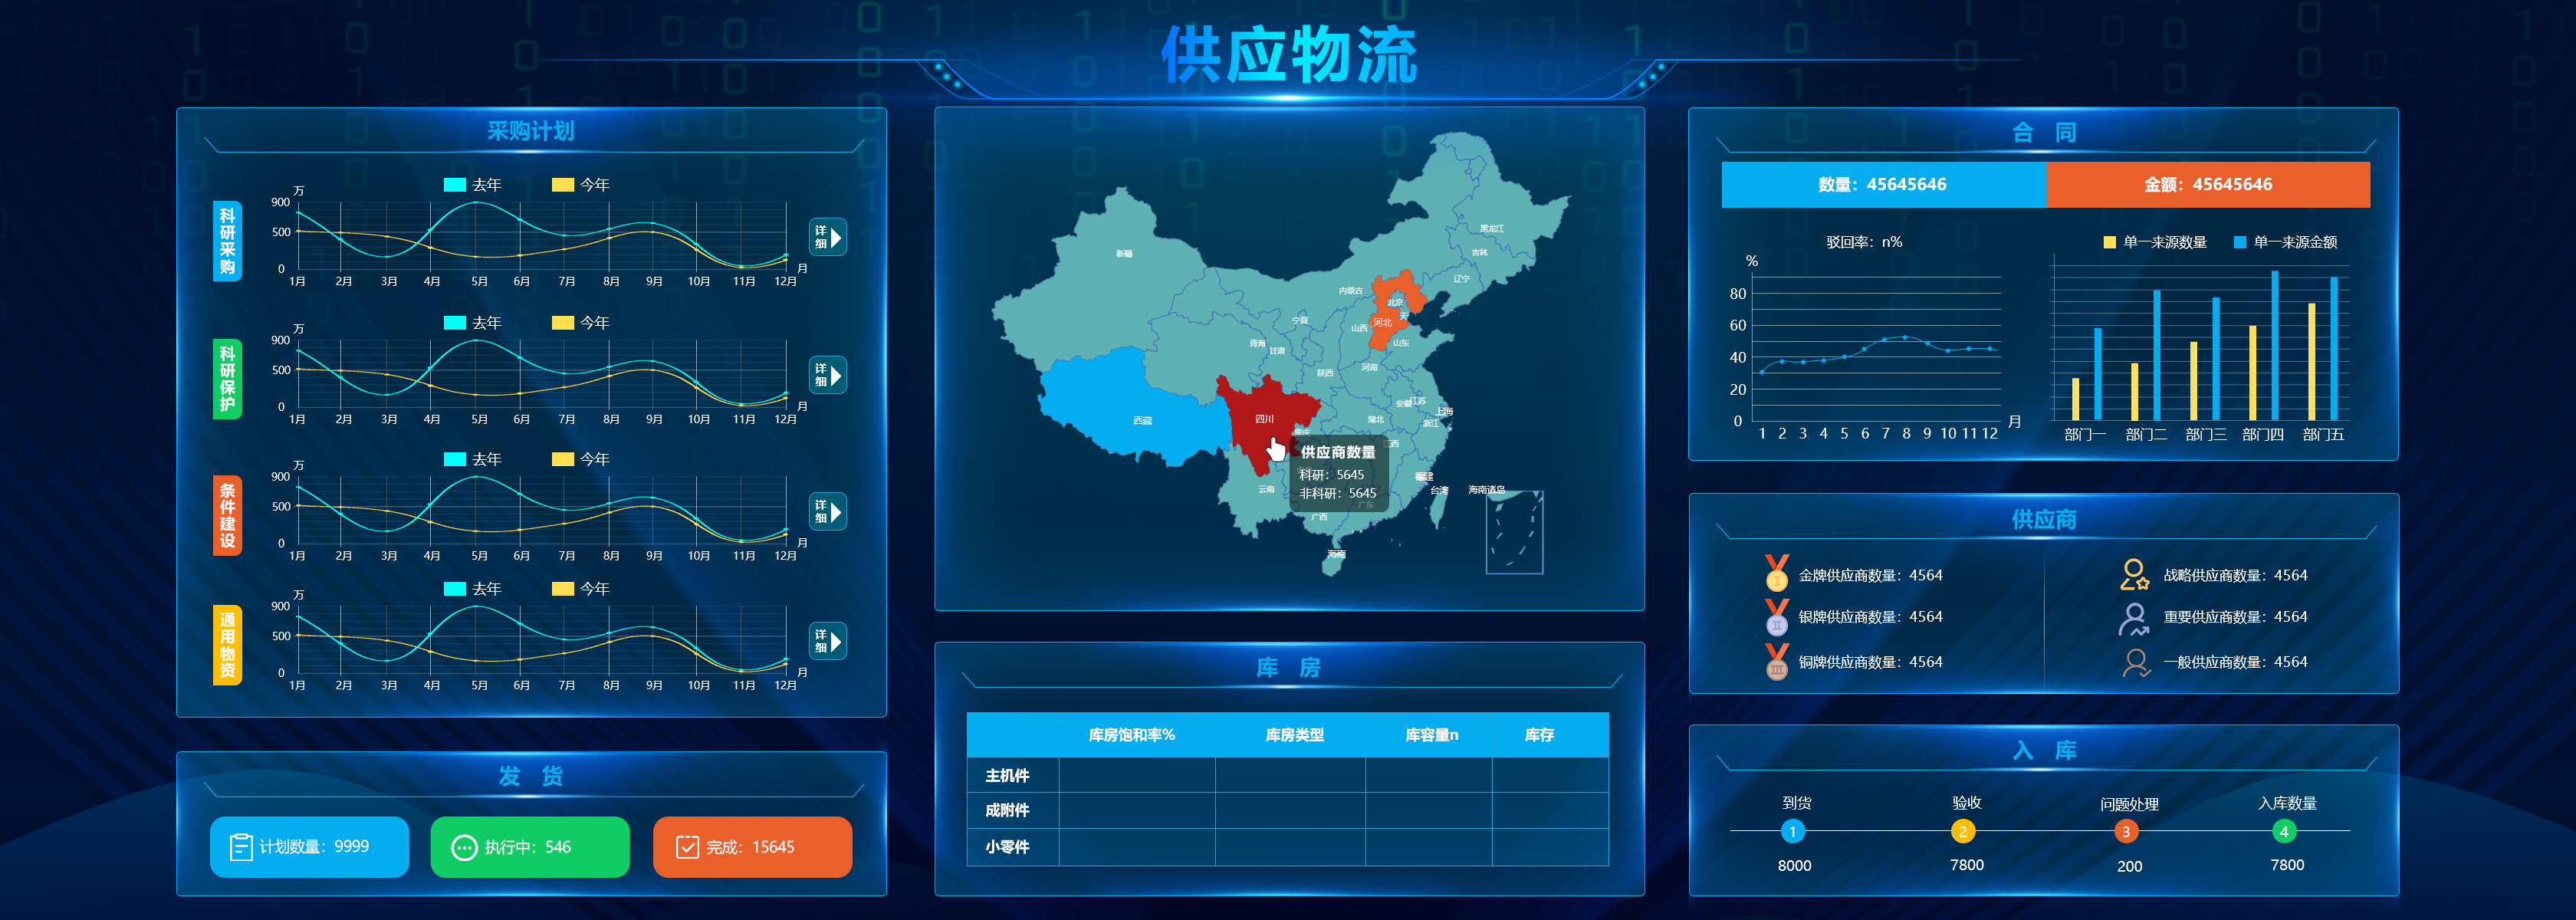 供应物流
采购计划
科研采购
万
去年 今年
900
500
0
1月 2月 3月 4月 5月 6月 7月 8月 9月 10月 11月 12月
月
详细
科研保护
万
去年 今年
900
500
0
1月 2月 3月 4月 5月 6月 7月 8月 9月 10月 11月 12月
月
详细
条件建设
万
去年 今年
900
500
0
1月 2月 3月 4月 5月 6月 7月 8月 9月 10月 11月 12月
月
详细
通用物资
万
去年 今年
900
500
0
1月 2月 3月 4月 5月 6月 7月 8月 9月 10月 11月 12月
月
详细
发 货
计划数量：9999
执行中：546
完成：15645
黑龙江
吉林
新疆
辽宁
内蒙古
北京
天
宁夏
河北
山西
青海
甘肃
山东
河南
陕西
安徽
江苏
上海
西藏
四川
湖北
浙江
重庆
江西
供应商数量
科研：5645
非科研：5645
福建
云南
台湾
海南诸岛
广东
广西
海南
库 房
库房饱和率% 库房类型 库容量n 库存
主机件
成附件
小零件
合 同
数量：45645646
金额：45645646
驳回率：n%
%
80
60
40
20
0
1 2 3 4 5 6 7 8 9 10 11 12
月
单一来源数量 单一来源金额
部门一 部门二 部门三 部门四 部门五
供应商
I 金牌供应商数量：4564
II 银牌供应商数量：4564
III 铜牌供应商数量：4564
战略供应商数量：4564
重要供应商数量：4564
一般供应商数量：4564
入 库
到货 验收 问题处理 入库数量
1 2 3 4
8000 7800 200 7800